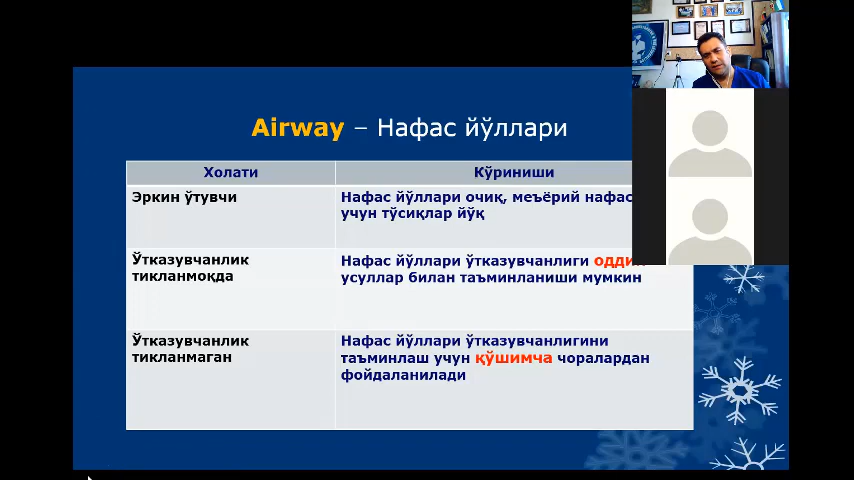 Airway – Нафас йўллари
Холати
Кўриниши
Эркин ўтувчи
Нафас йўллари очиқ, меъёрий нафас
учун тўсиқлар йўқ
Ўтказувчанлик
тикланмоқда
Нафас йўллари ўтказувчанлиги
усуллар билан таъминланиши мумкин
Ўтказувчанлик
тикланмаган
Нафас йўллари ўтказувчанлигини
таъминлаш учун қўшимча чоралардан
фойдаланилади